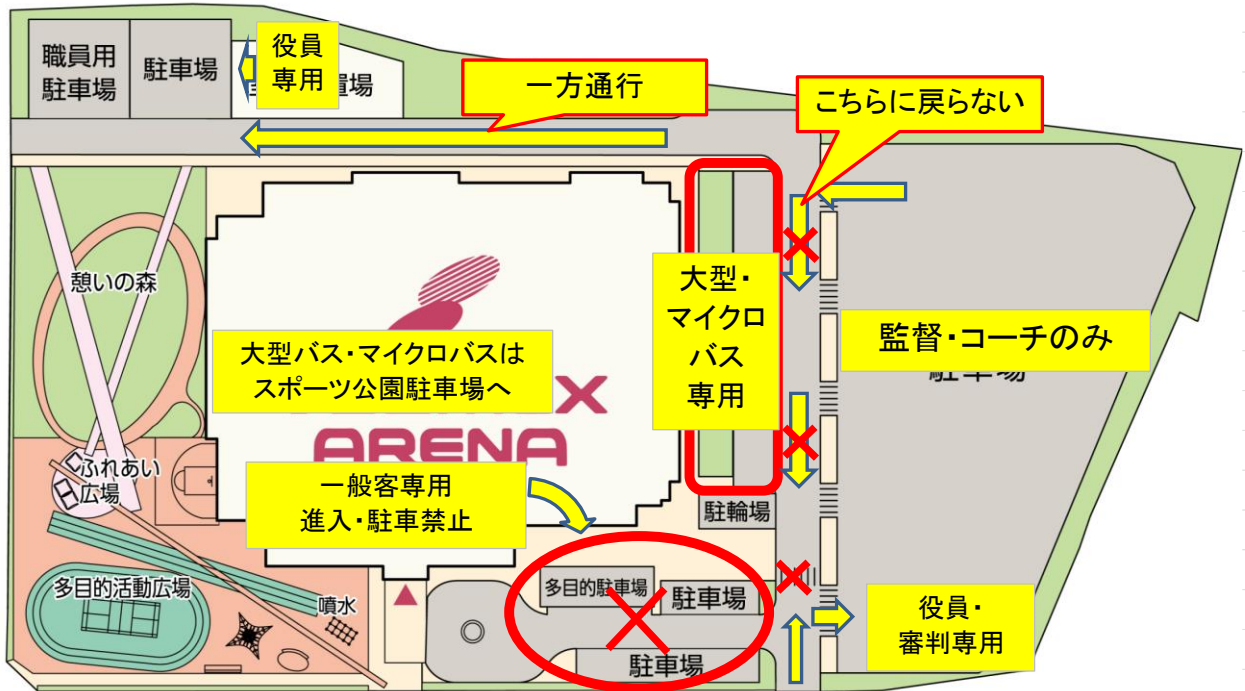 職員用
駐車場
駐車場
役員
専用
置場
一方通行
こちらに戻らない
憩いの森
大型・
マイクロ
バス
専用
監督・コーチのみ
駐車場
大型バス・マイクロバスは
スポーツ公園駐車場へ
X
ARENA
ふれあい
広場
一般客専用
進入・駐車禁止
駐輪場
多目的活動広場
噴水
多目的駐車場
駐車場
駐車場
役員・
審判専用